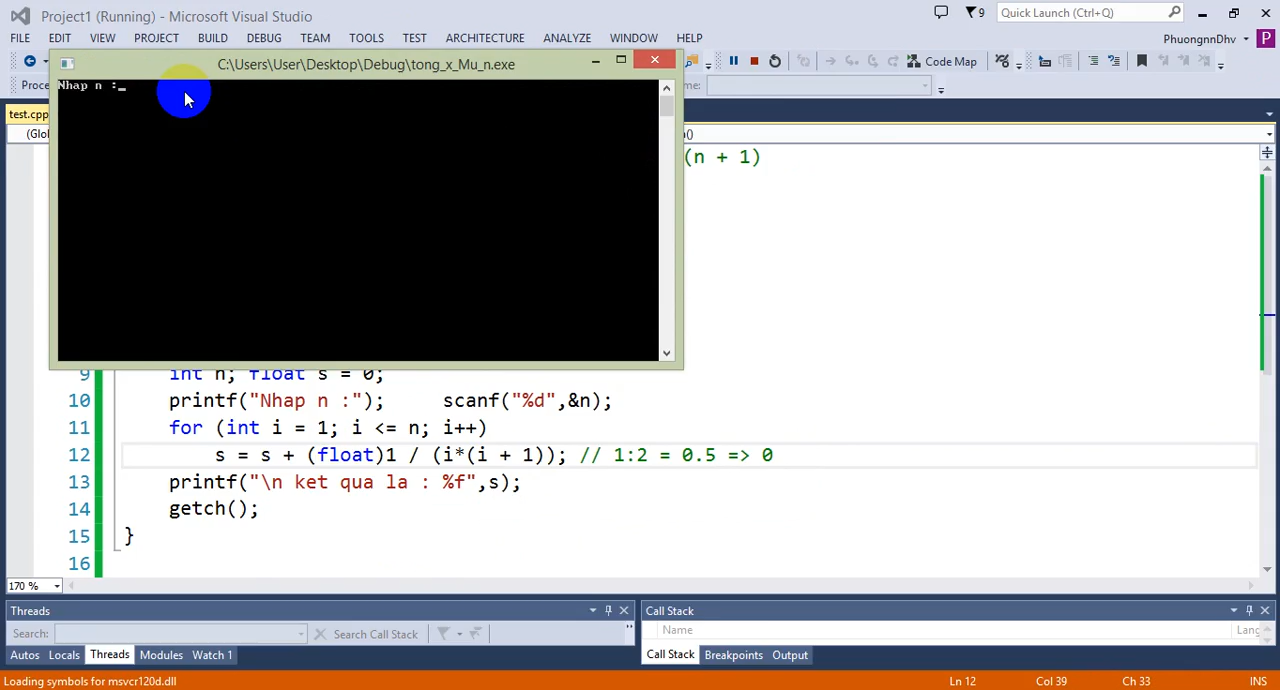 Project1 (Running) - Microsoft Visual Studio
9
Quick Launch (Ctrl+Q)
FILE EDIT VIEW PROJECT BUILD DEBUG TEAM TOOLS TEST ARCHITECTURE ANALYZE WINDOW HELP
PhuongnnDhv
P
C:\Users\User\Desktop\Debug\tong_x_Mu_n.exe
Code Map
Proce
me:
Nhap n :_
test.cpp
(Glo
()
(n + 1)
9 int n; float s = 0;
10 printf("Nhap n :"); scanf("%d",&n);
11 for (int i = 1; i <= n; i++)
12 s = s + (float)1 / (i*(i + 1)); // 1:2 = 0.5 => 0
13 printf("\n ket qua la : %f",s);
14 getch();
15 }
16
170 %
Threads
Search:
Search Call Stack
Call Stack
Name
Lang
Autos Locals Threads Modules Watch 1
Call Stack Breakpoints Output
Loading symbols for msvcr120d.dll
Ln 12 Col 39 Ch 33 INS